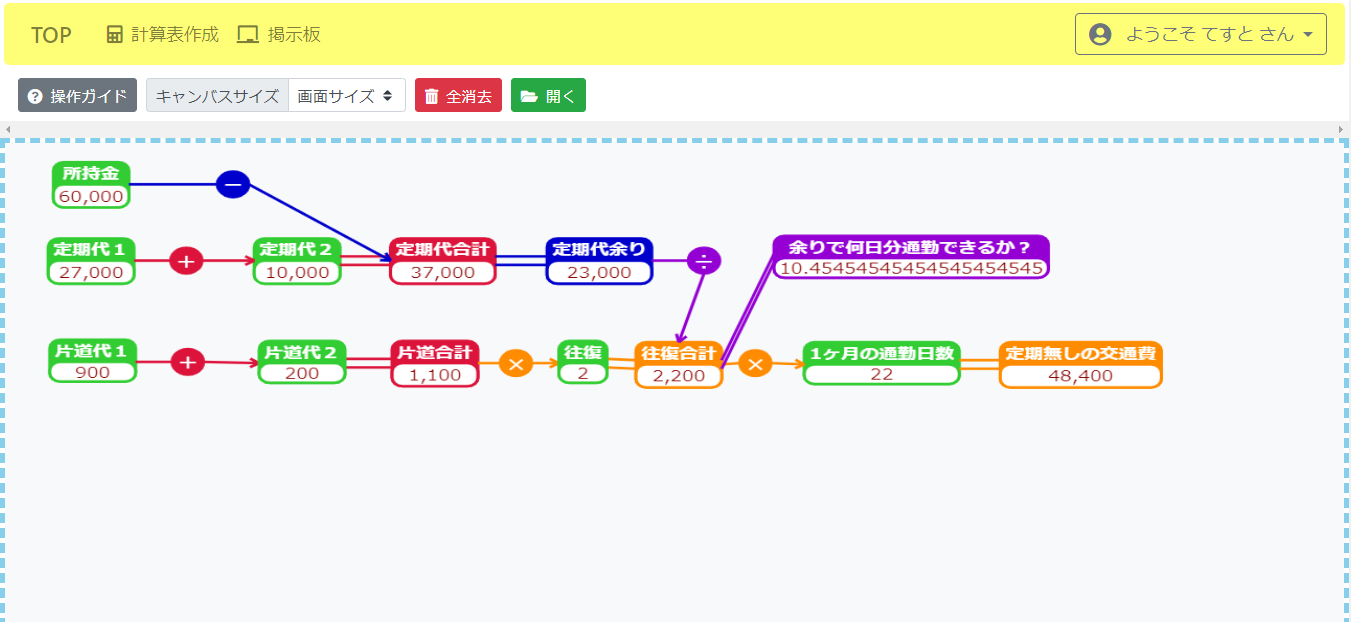 TOP 計算表作成 掲示板 ようこそ てすと さん
操作ガイド キャンバスサイズ 画面サイズ 全消去 開く
所持金
60,000
−
定期代１ + 定期代２ 定期代合計 定期代余り ÷ 余りで何日分通勤できるか？
27,000 10,000 37,000 23,000 10.45454545454545454545
片道代１ + 片道代２ 片道合計 × 往復 往復合計 × 1ヶ月の通勤日数 定期無しの交通費
900 200 1,100 2 2,200 22 48,400